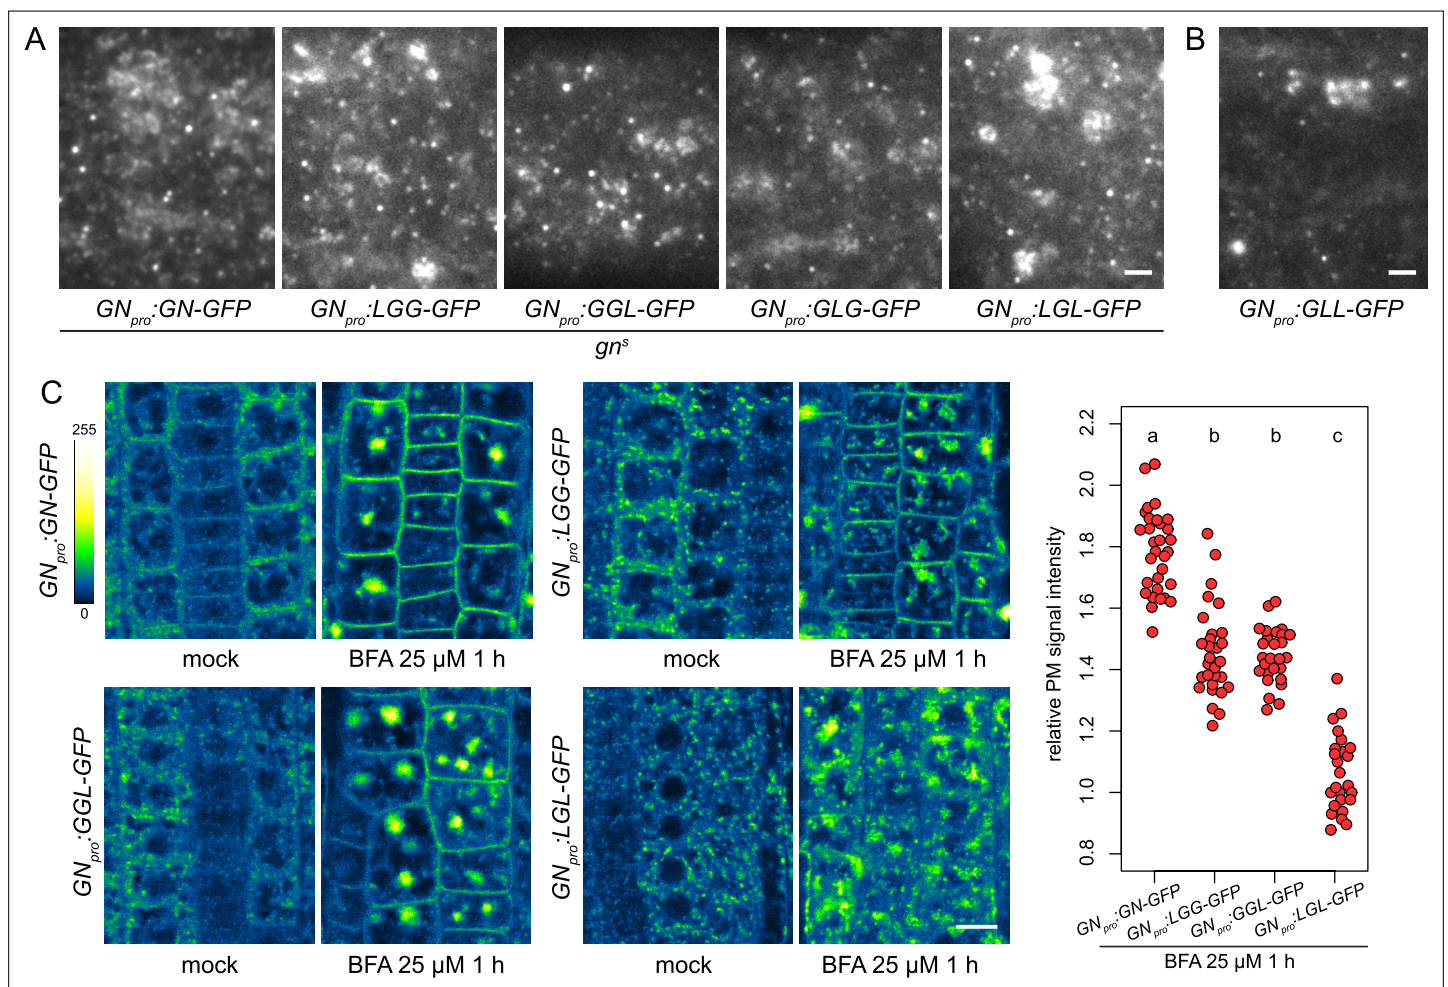 A
B
GNpro:GN-GFP
GNpro:LGG-GFP
GNpro:GGL-GFP
GNpro:GLG-GFP
GNpro:LGL-GFP
GNpro:GLL-GFP
gns
C
255
0
GNpro:GN-GFP
mock
BFA 25 µM 1 h
GNpro:LGG-GFP
mock
BFA 25 µM 1 h
GNpro:GGL-GFP
mock
BFA 25 µM 1 h
GNpro:LGL-GFP
mock
BFA 25 µM 1 h
relative PM signal intensity
2.2
2.0
1.8
1.6
1.4
1.2
1.0
0.8
a
b
b
c
GNpro:GN-GFP
GNpro:LGG-GFP
GNpro:GGL-GFP
GNpro:LGL-GFP
BFA 25 µM 1 h